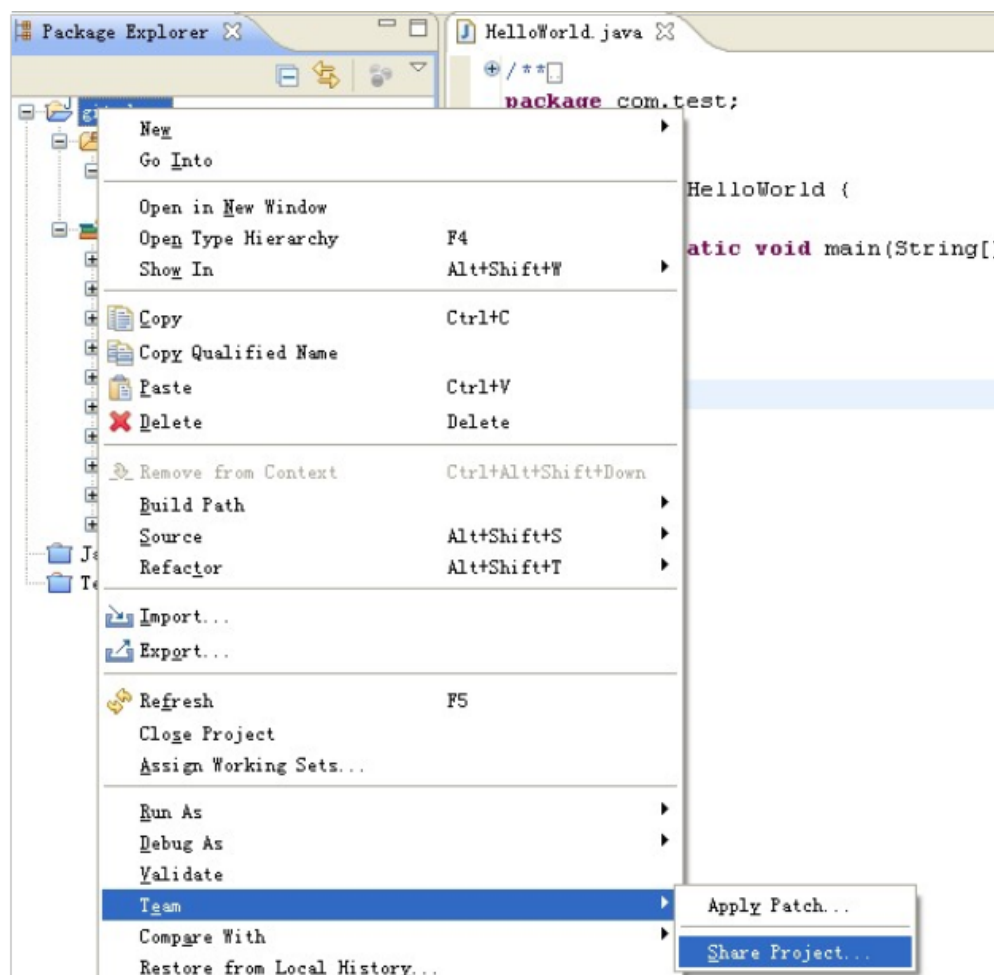 Package Explorer
HelloWorld.java
/**
package com.test;
HelloWorld {
atic void main(String[]
New
Go Into
Open in New Window
Open Type Hierarchy F4
Show In Alt+Shift+W
Copy Ctrl+C
Copy Qualified Name
Paste Ctrl+V
Delete Delete
Remove from Context Ctrl+Alt+Shift+Down
Build Path
Source Alt+Shift+S
Refactor Alt+Shift+T
Import...
Export...
Refresh F5
Close Project
Assign Working Sets...
Run As
Debug As
Validate
Team
Compare With
Restore from Local History...
Apply Patch...
Share Project...